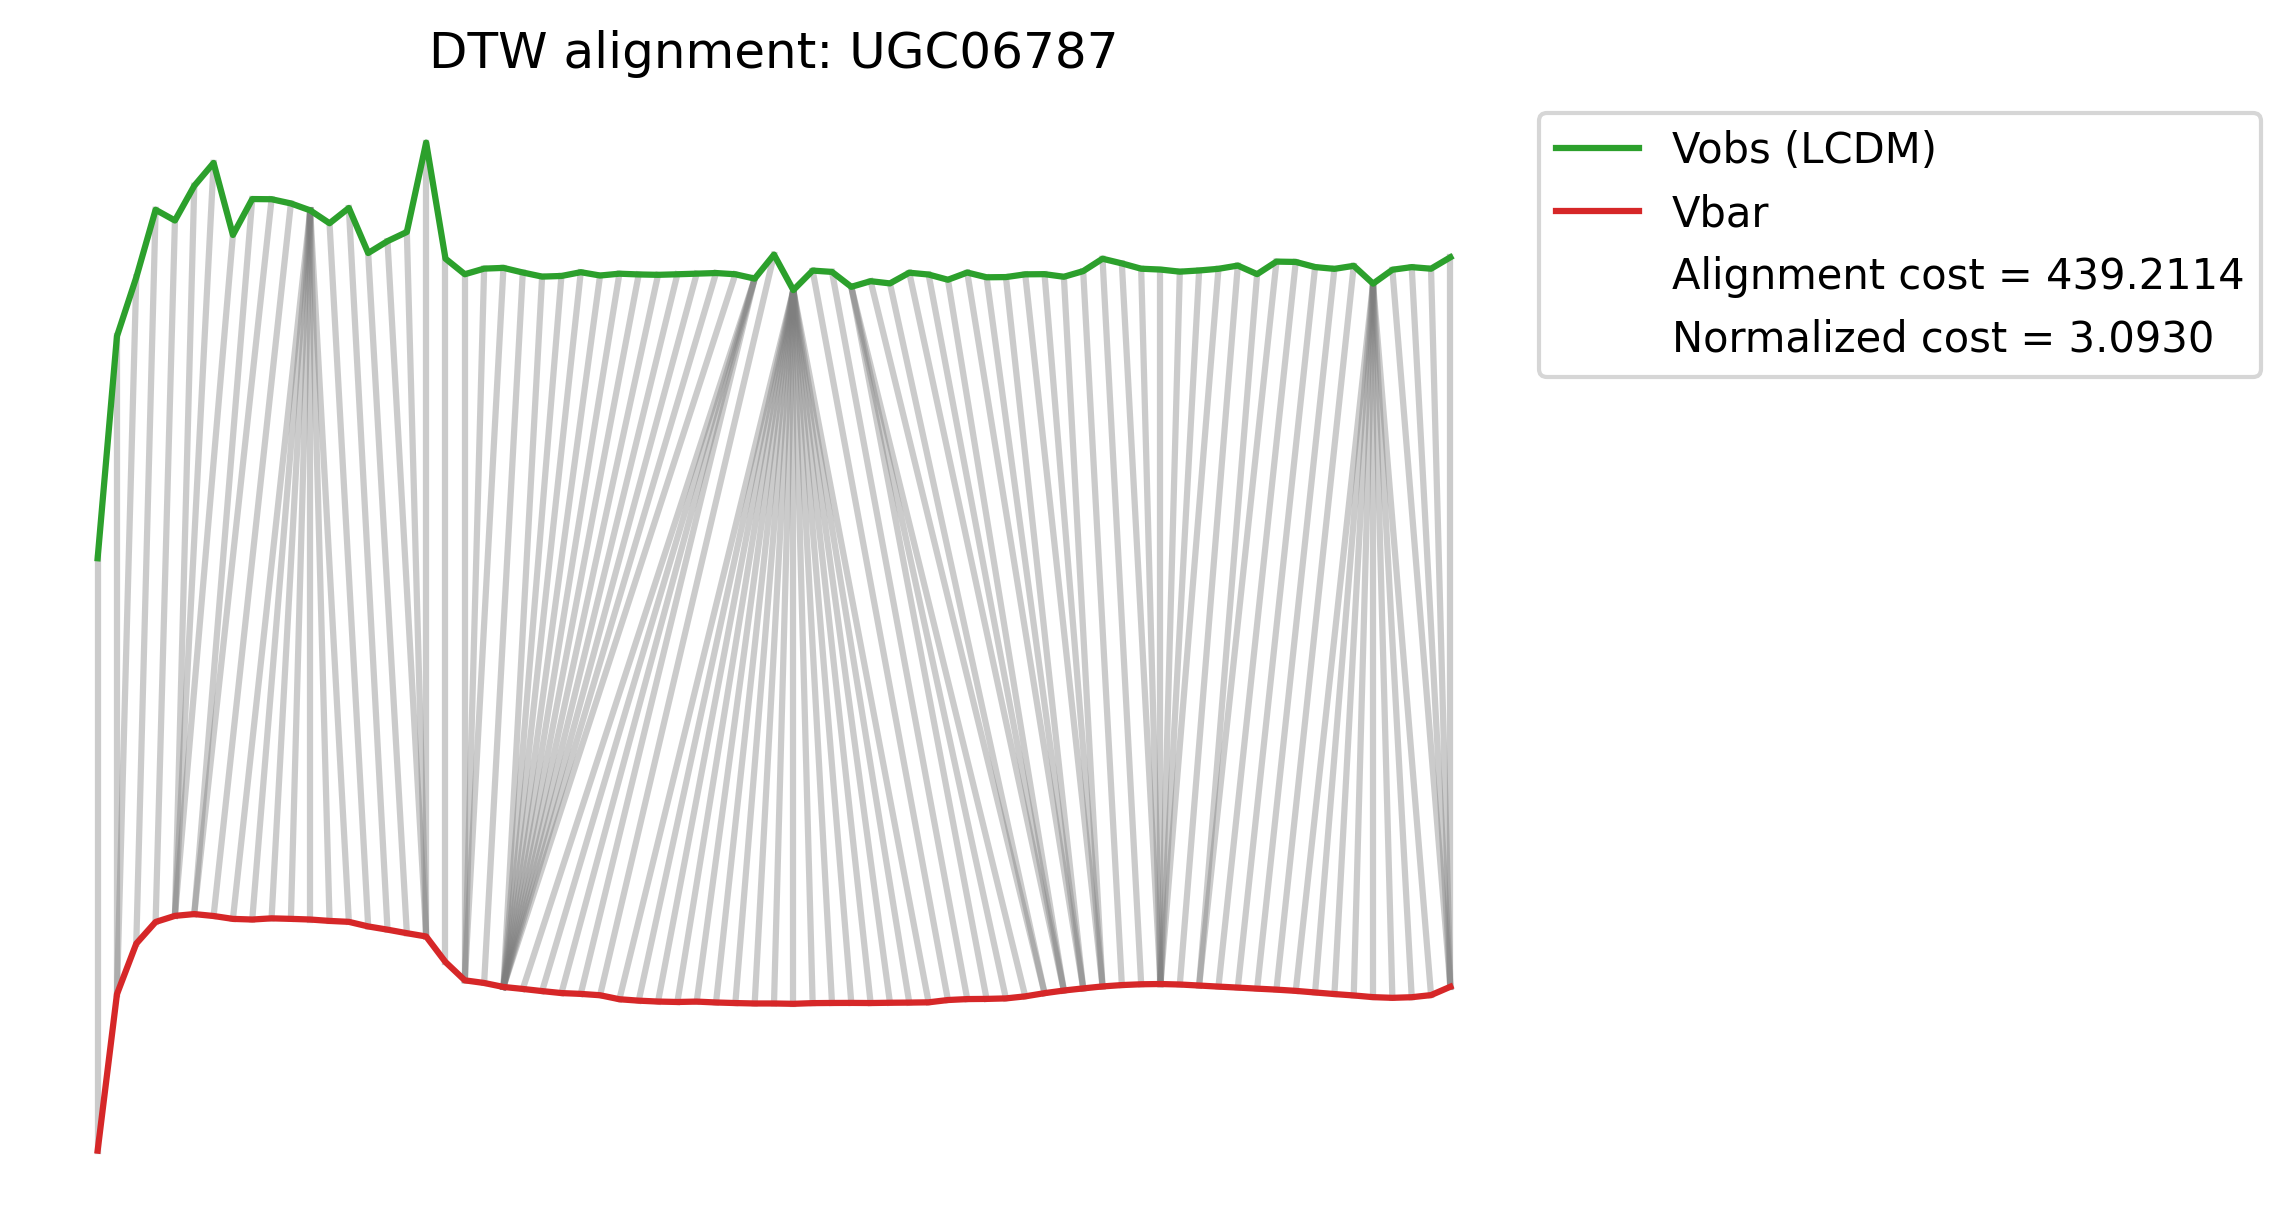 DTW alignment: UGC06787
Vobs (LCDM)
Vbar
Alignment cost = 439.2114
Normalized cost = 3.0930